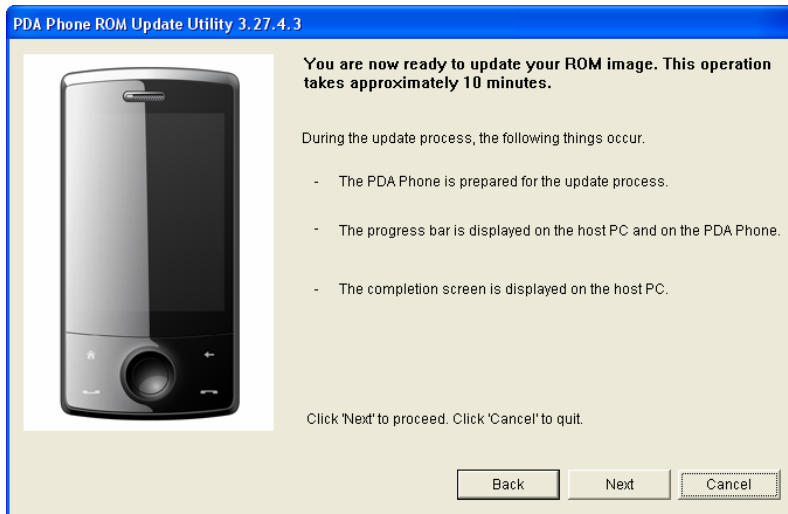 PDA Phone ROM Update Utility 3.27.4.3
You are now ready to update your ROM image. This operation
takes approximately 10 minutes.
During the update process, the following things occur.
- The PDA Phone is prepared for the update process.
- The progress bar is displayed on the host PC and on the PDA Phone.
- The completion screen is displayed on the host PC.
Click 'Next' to proceed. Click 'Cancel' to quit.
Back Next Cancel